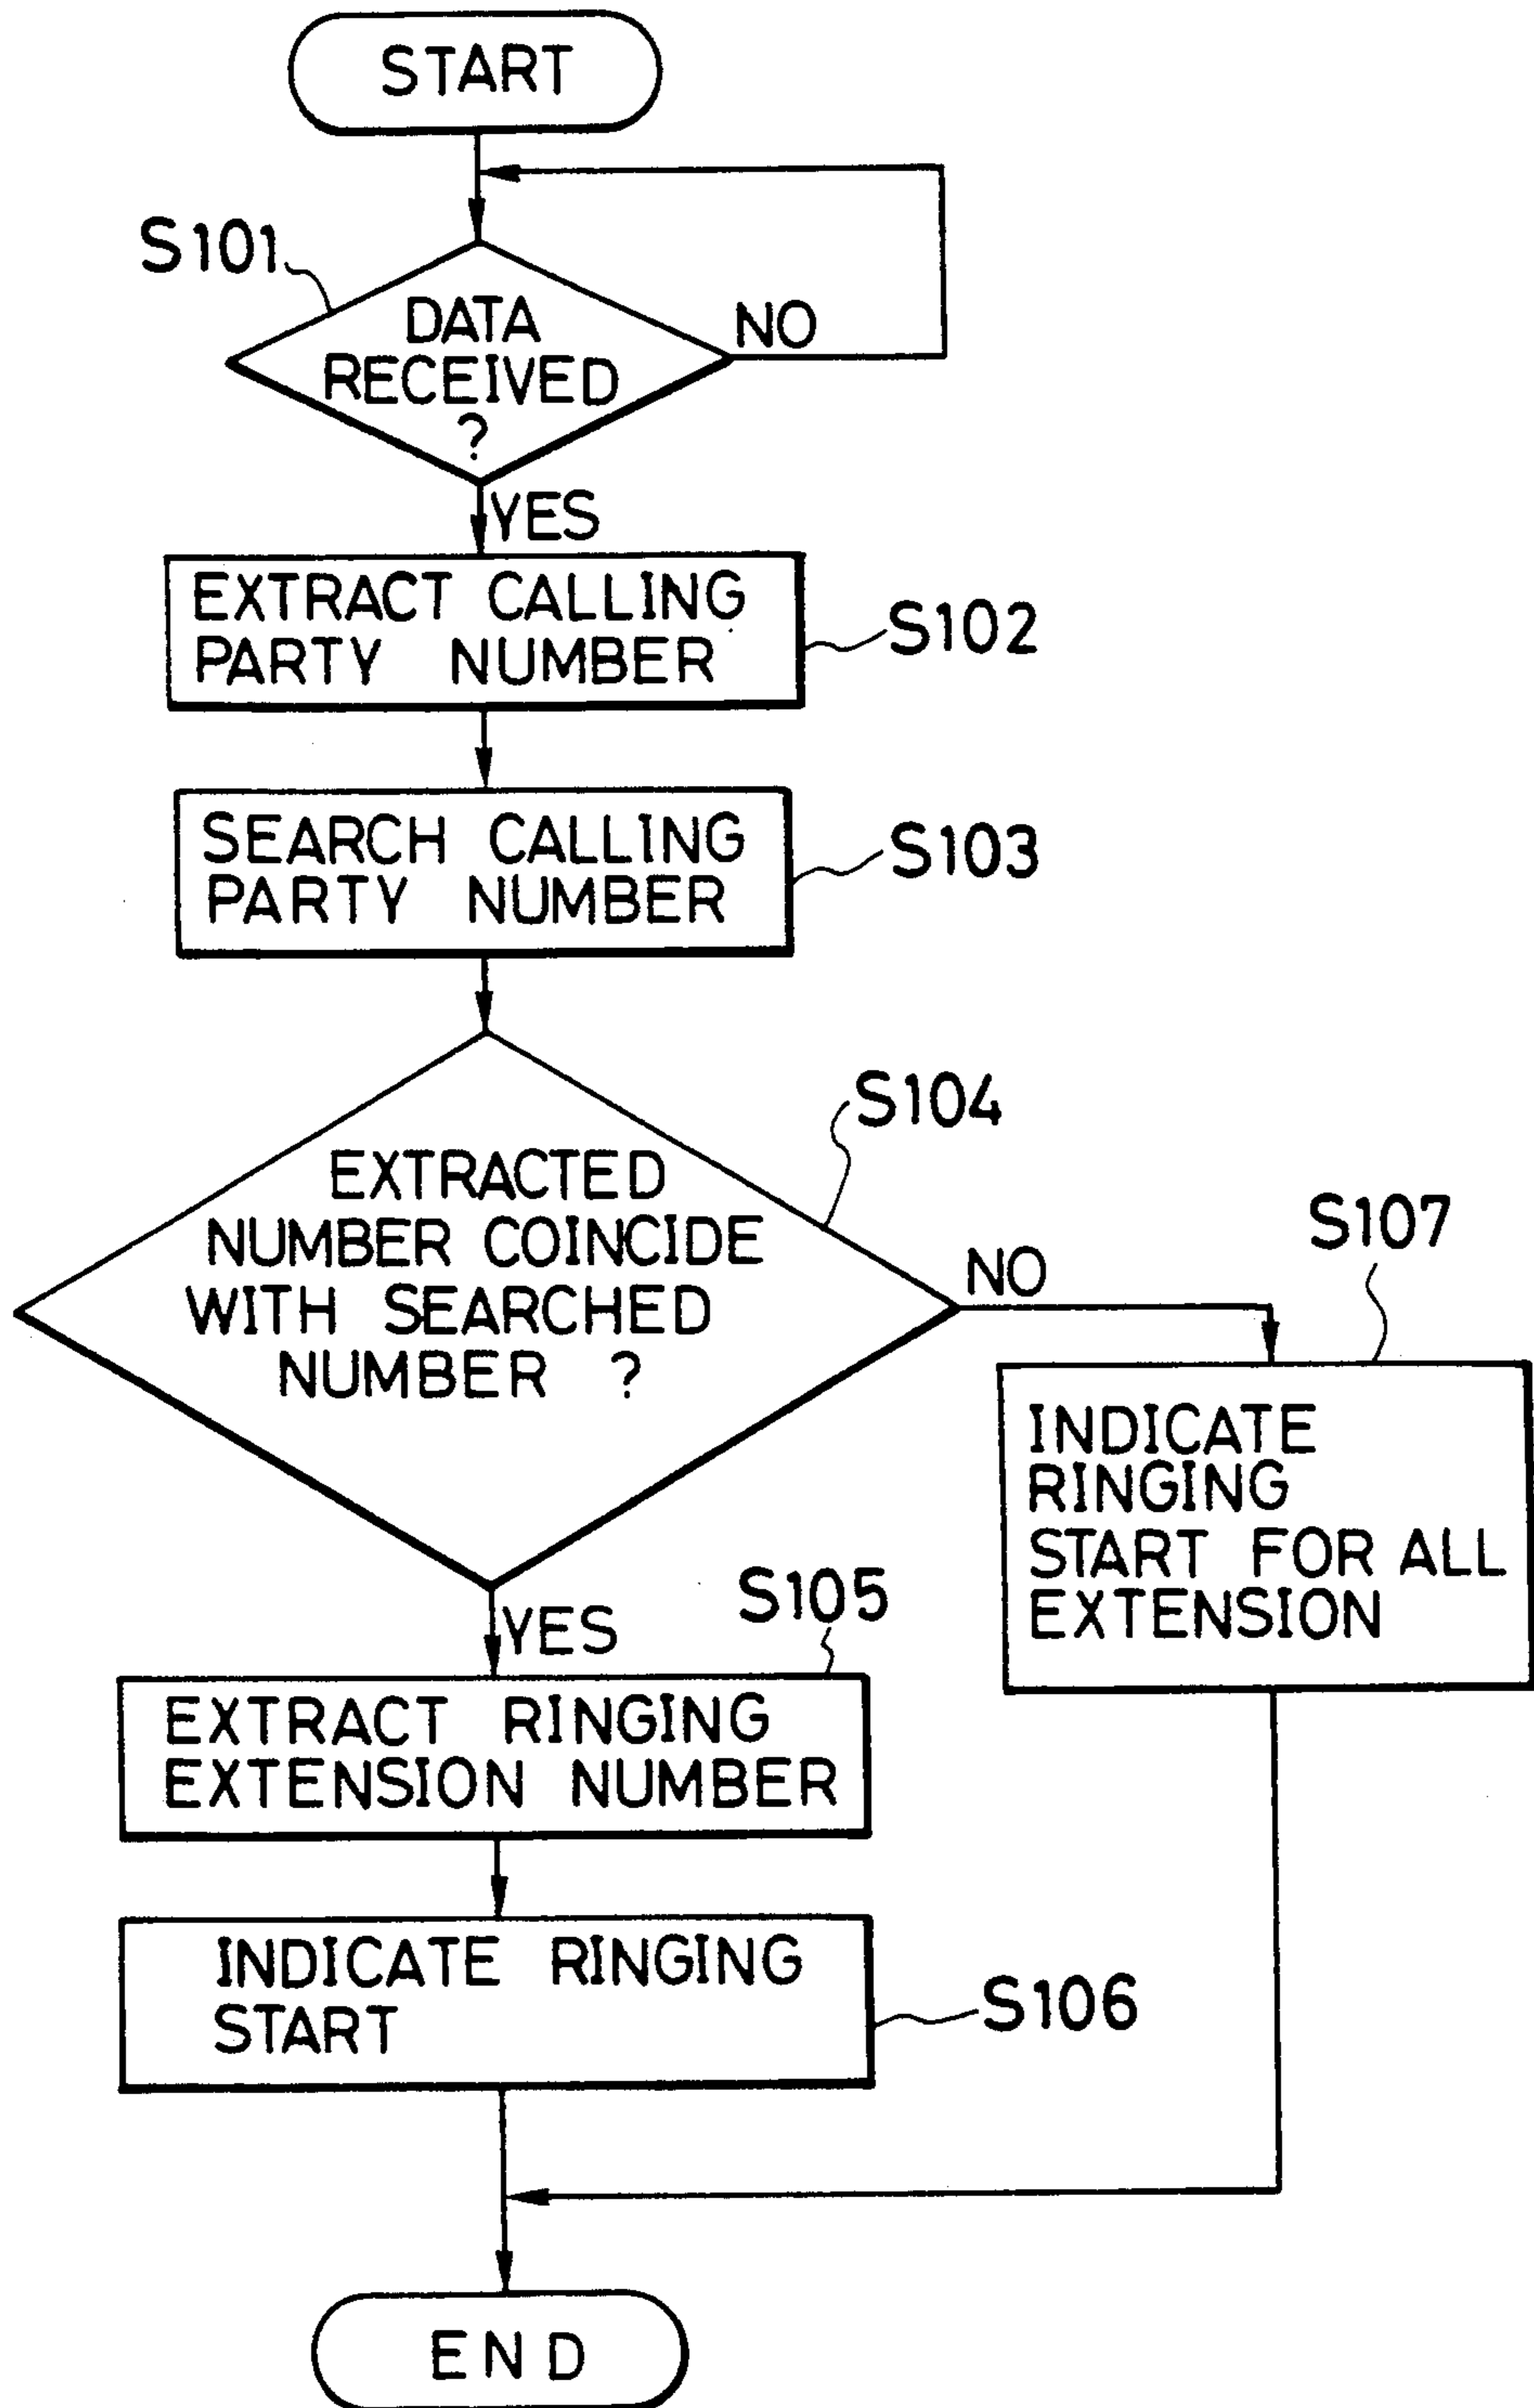 START
S101
DATA
RECEIVED
?
NO
YES
EXTRACT CALLING
PARTY NUMBER
S102
SEARCH CALLING
PARTY NUMBER
S103
S104
EXTRACTED
NUMBER COINCIDE
WITH SEARCHED
NUMBER ?
NO
S107
INDICATE
RINGING
START FOR ALL
EXTENSION
YES
S105
EXTRACT RINGING
EXTENSION NUMBER
INDICATE RINGING
START
S106
END